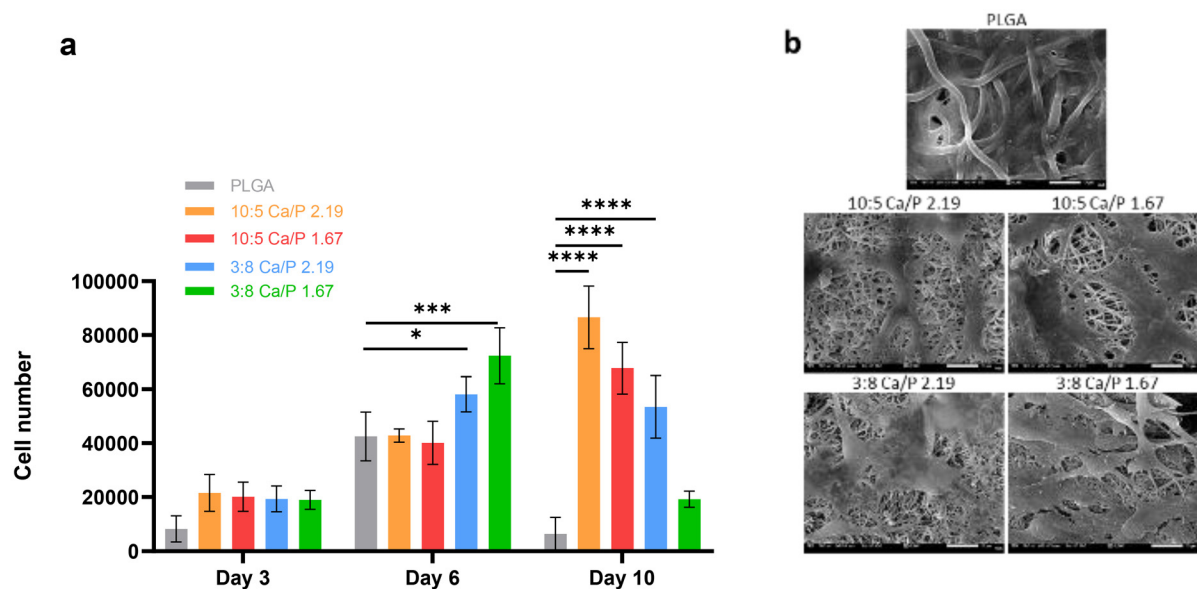 a
PLGA
10:5 Ca/P 2.19
10:5 Ca/P 1.67
3:8 Ca/P 2.19
3:8 Ca/P 1.67
****
****
****
***
*
Cell number
100000
80000
60000
40000
20000
0
Day 3
Day 6
Day 10
b
PLGA
10:5 Ca/P 2.19
10:5 Ca/P 1.67
3:8 Ca/P 2.19
3:8 Ca/P 1.67